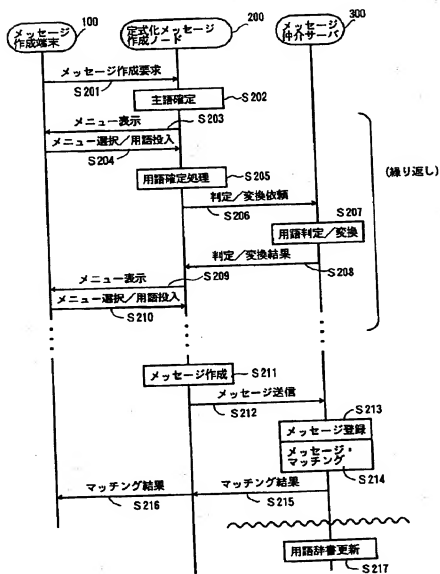 100
メッセージ
作成端末
200
定式化メッセージ
作成ノード
300
メッセージ
仲介サーバ
メッセージ作成要求
S201
主語確定
S202
メニュー表示
S203
メニュー選択/用語投入
S204
用語確定処理
S205
判定/変換依頼
S206
S207
用語判定/変換
判定/変換結果
S208
メニュー表示
S209
メニュー選択/用語投入
S210
(繰り返し)
メッセージ作成
S211
メッセージ送信
S212
S213
メッセージ登録
メッセージ・
マッチング
S214
マッチング結果
S215
マッチング結果
S216
用語辞書更新
S217